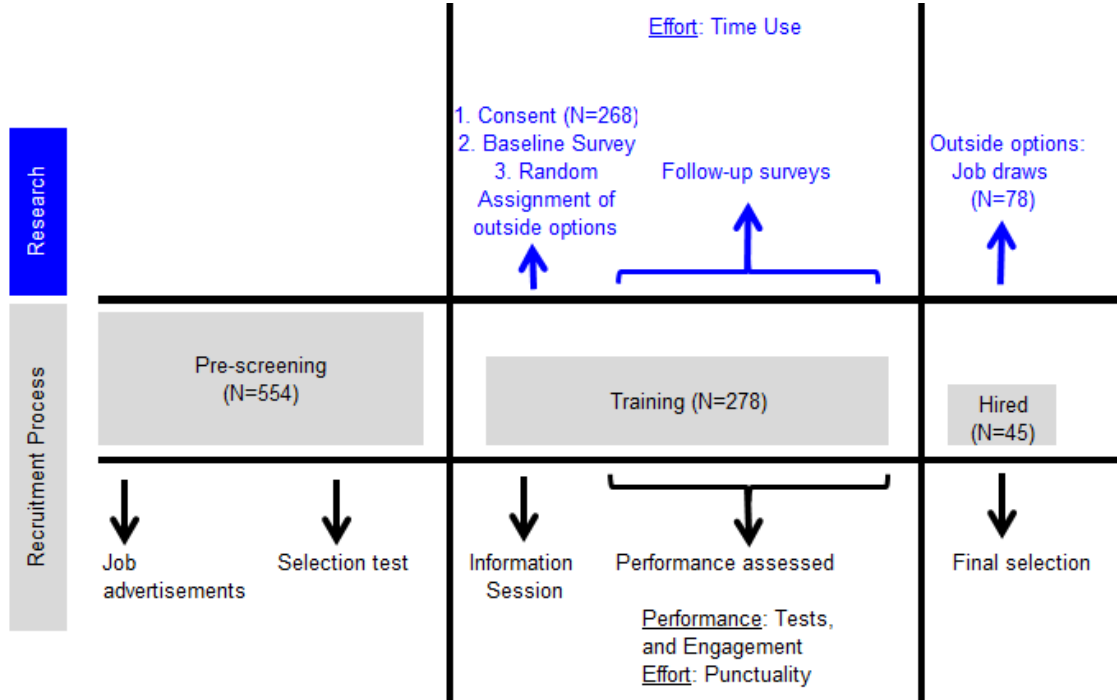 Effort: Time Use
Research
1. Consent (N=268)
2. Baseline Survey
3. Random
Assignment of
outside options
Follow-up surveys
Outside options:
Job draws
(N=78)
Recruitment Process
Pre-screening
(N=554)
Training (N=278)
Hired
(N=45)
Job
advertisements
Selection test
Information
Session
Performance assessed
Performance: Tests,
and Engagement
Effort: Punctuality
Final selection